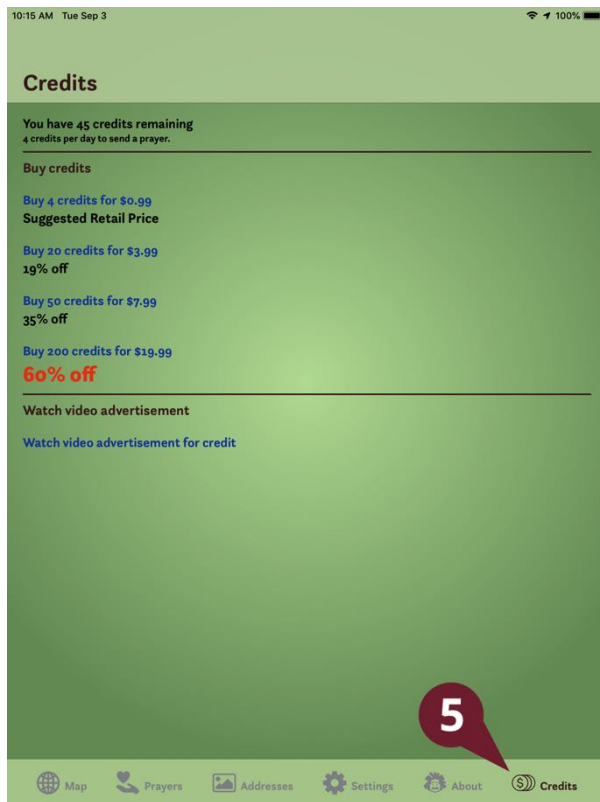 10:15 AM Tue Sep 3 100%
Credits
You have 45 credits remaining
4 credits per day to send a prayer.
Buy credits
Buy 4 credits for $0.99
Suggested Retail Price
Buy 20 credits for $3.99
19% off
Buy 50 credits for $7.99
35% off
Buy 200 credits for $19.99
60% off
Watch video advertisement
Watch video advertisement for credit
5
Map Prayers Addresses Settings About Credits